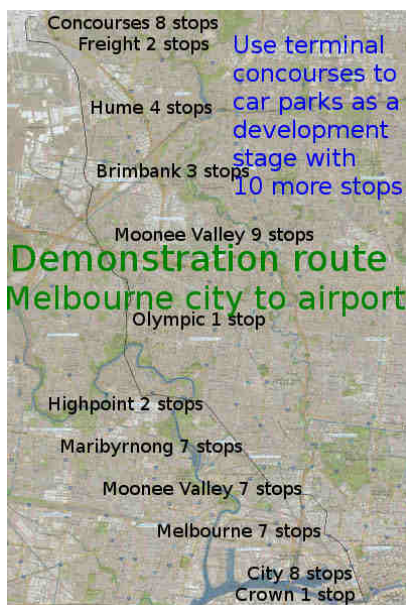 Concourses 8 stops
Freight 2 stops
Use terminal
concourses to
car parks as a
development
stage with
10 more stops
Hume 4 stops
Brimbank 3 stops
Moonee Valley 9 stops
Demonstration route
Melbourne city to airport
Olympic 1 stop
Highpoint 2 stops
Maribyrnong 7 stops
Moonee Valley 7 stops
Melbourne 7 stops
City 8 stops
Crown 1 stop